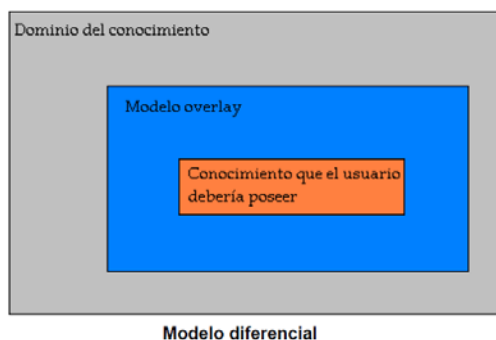 Dominio del conocimiento
Modelo overlay
Conocimiento que el usuario
debería poseer
Modelo diferencial